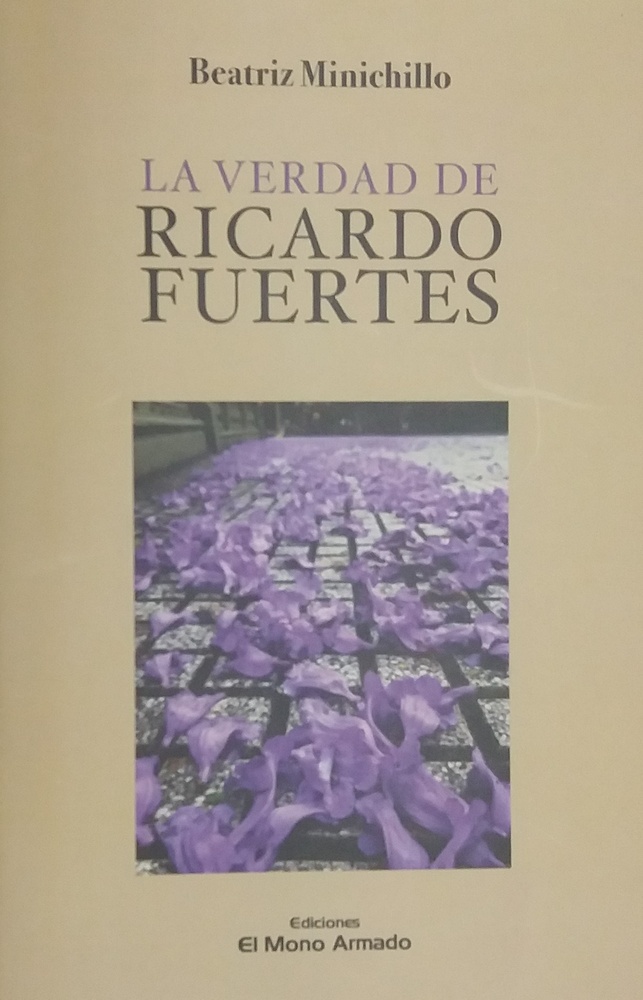 Beatriz Minichillo
LA VERDAD DE
RICARDO
FUERTES
Ediciones
El Mono Armado